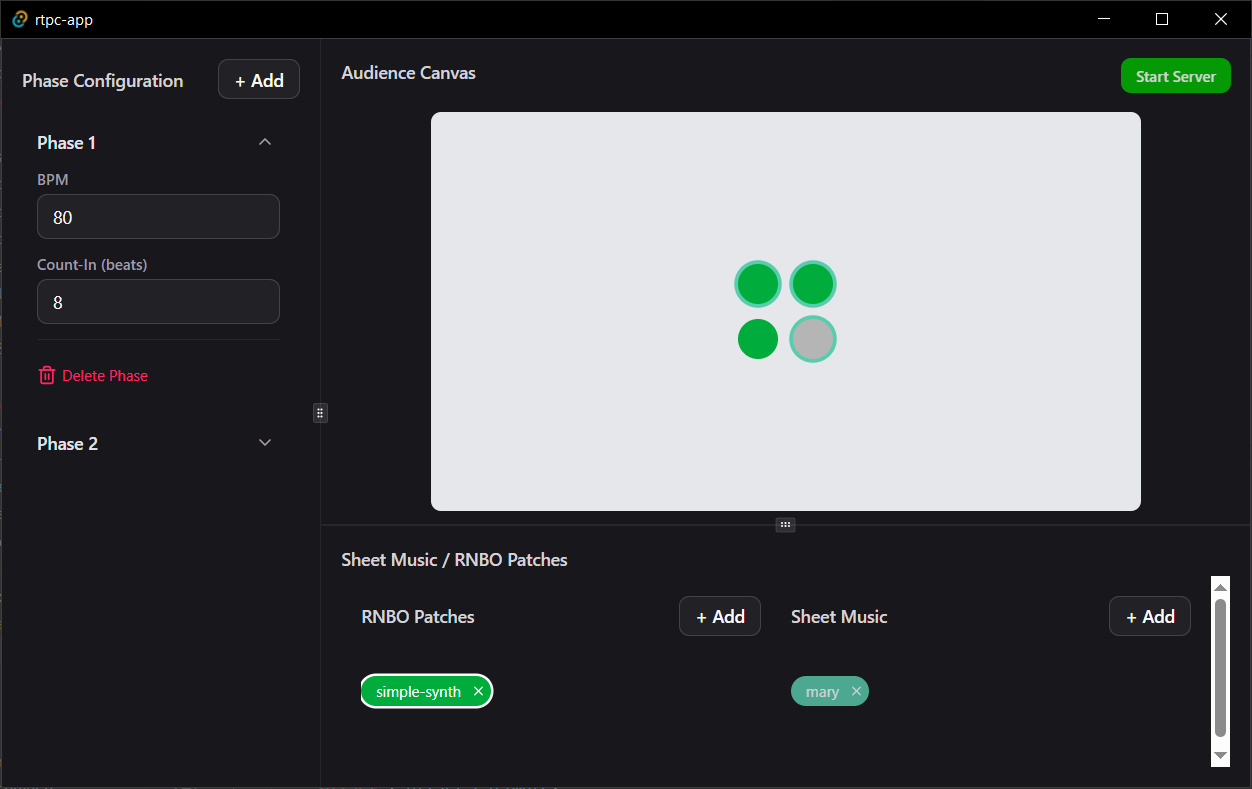 rtpc-app
Phase Configuration
+ Add
Phase 1
BPM
80
Count-In (beats)
8
Delete Phase
Phase 2
Audience Canvas
Start Server
Sheet Music / RNBO Patches
RNBO Patches
+ Add
simple-synth ×
Sheet Music
+ Add
mary ×